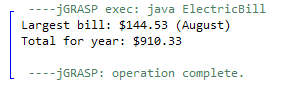 ----jGRASP exec: java ElectricBill
Largest bill: $144.53 (August)
Total for year: $910.33
----jGRASP: operation complete.